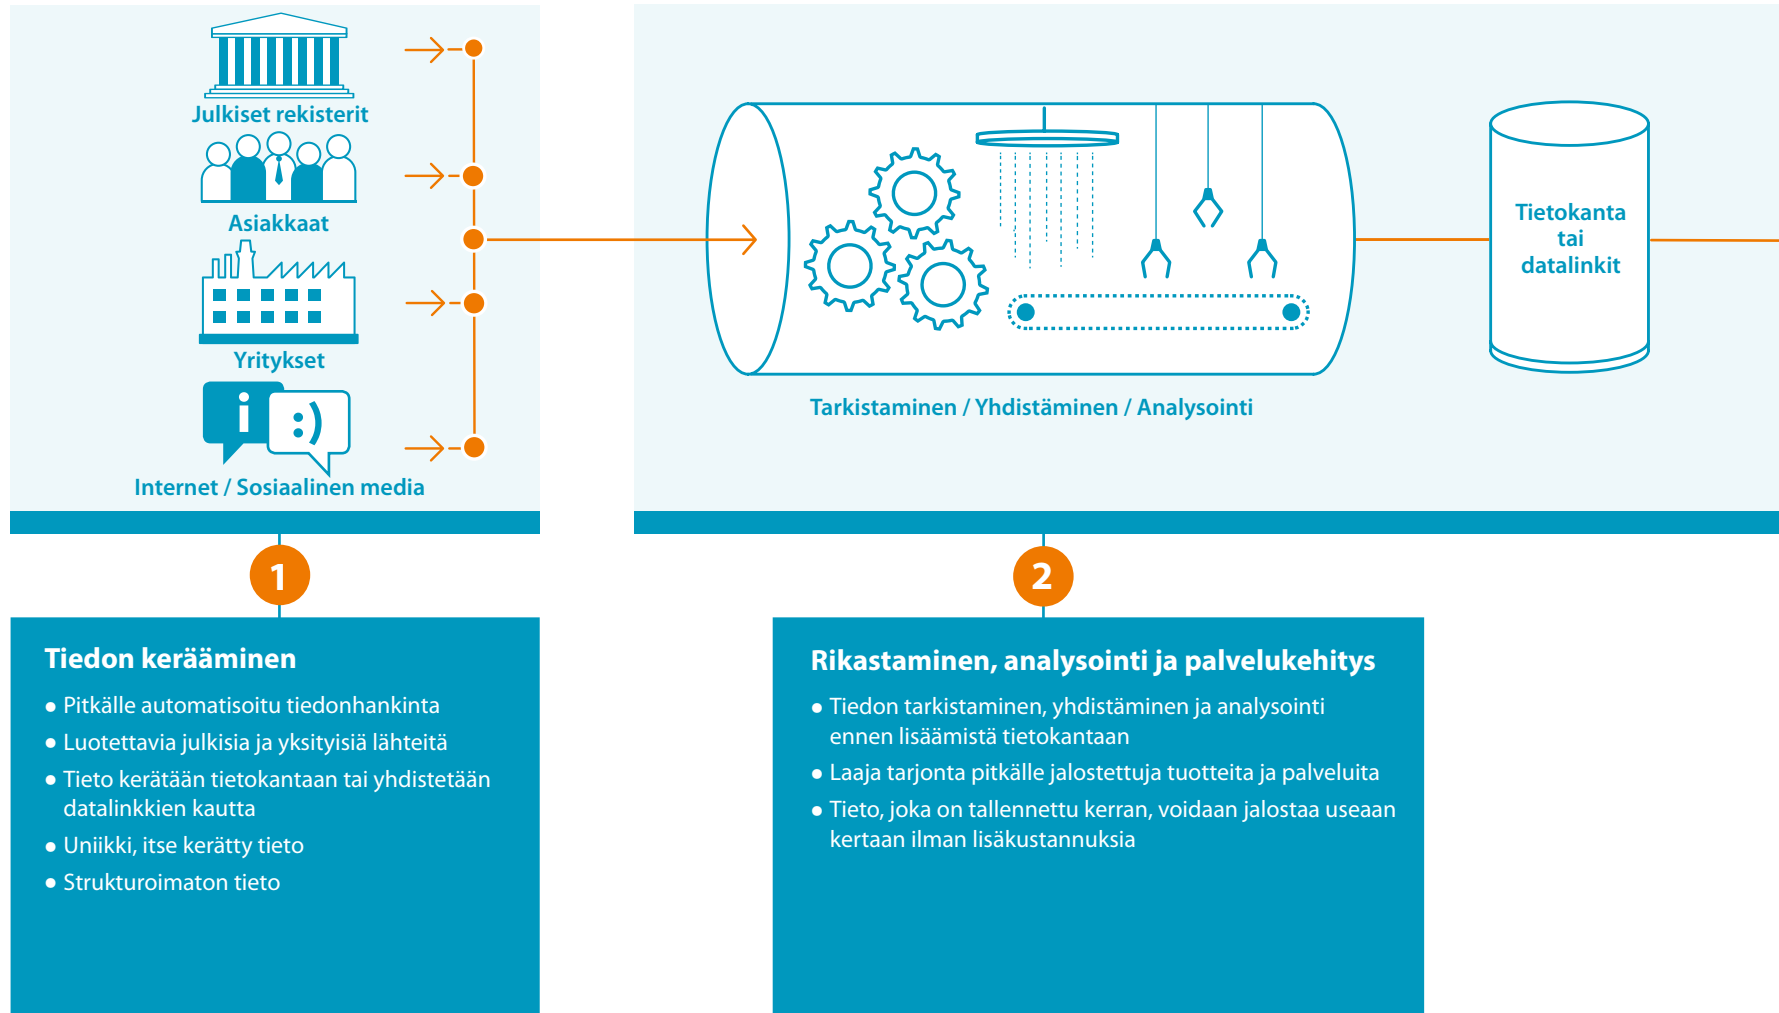 Julkiset rekisterit
Asiakkaat
Yritykset
i :)
Internet / Sosiaalinen media
Tarkistaminen / Yhdistäminen / Analysointi
Tietokanta
tai
datalinkit
1
Tiedon kerääminen
● Pitkälle automatisoitu tiedonhankinta
● Luotettavia julkisia ja yksityisiä lähteitä
● Tieto kerätään tietokantaan tai yhdistetään
datalinkkien kautta
● Uniikki, itse kerätty tieto
● Strukturoimaton tieto
2
Rikastaminen, analysointi ja palvelukehitys
● Tiedon tarkistaminen, yhdistäminen ja analysointi
ennen lisäämistä tietokantaan
● Laaja tarjonta pitkälle jalostettuja tuotteita ja palveluita
● Tieto, joka on tallennettu kerran, voidaan jalostaa useaan
kertaan ilman lisäkustannuksia